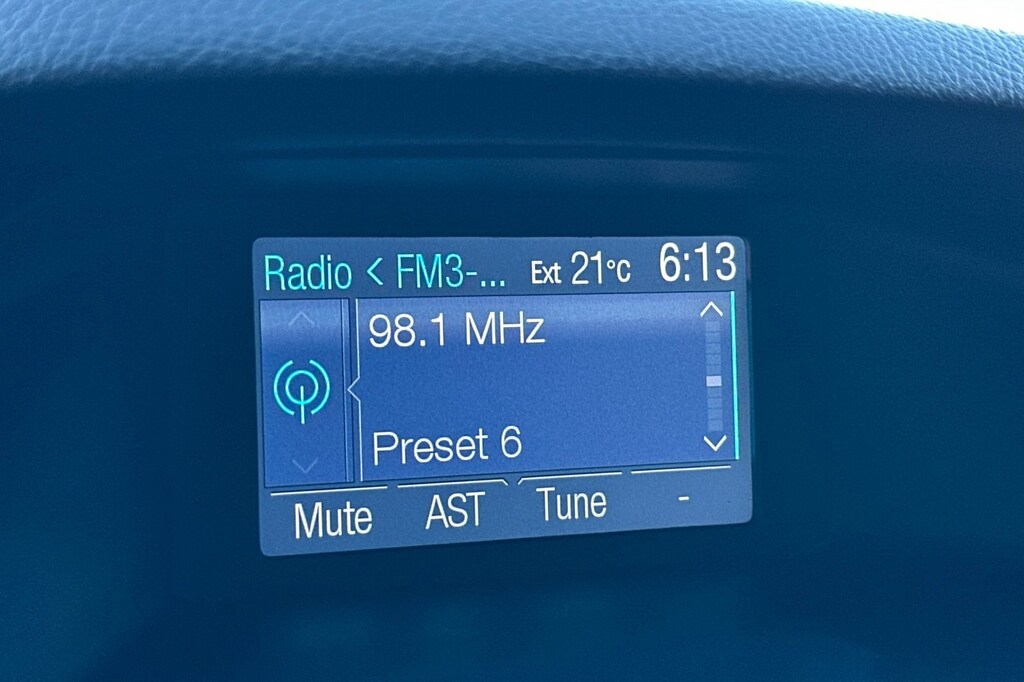 Radio < FM3-... Ext 21°C 6:13
98.1 MHz
Preset 6
Mute AST Tune -